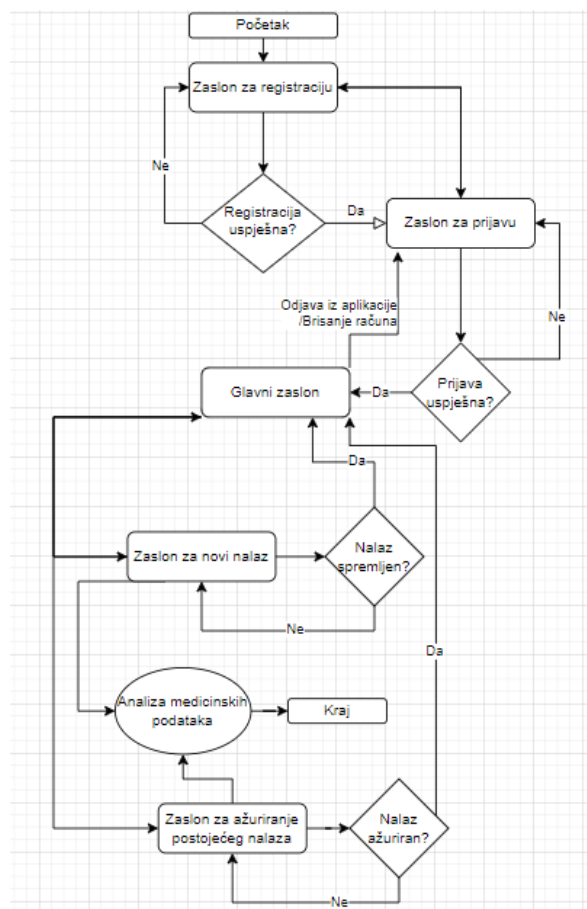 Početak
Zaslon za registraciju
Ne
Registracija
uspješna?
Da
Zaslon za prijavu
Odjava iz aplikacije
/Brisanje računa
Ne
Glavni zaslon
Da
Prijava
uspješna?
Da
Zaslon za novi nalaz
Nalaz
spremljen?
Ne
Da
Analiza medicinskih
podataka
Kraj
Zaslon za ažuriranje
postojećeg nalaza
Nalaz
ažuriran?
Ne